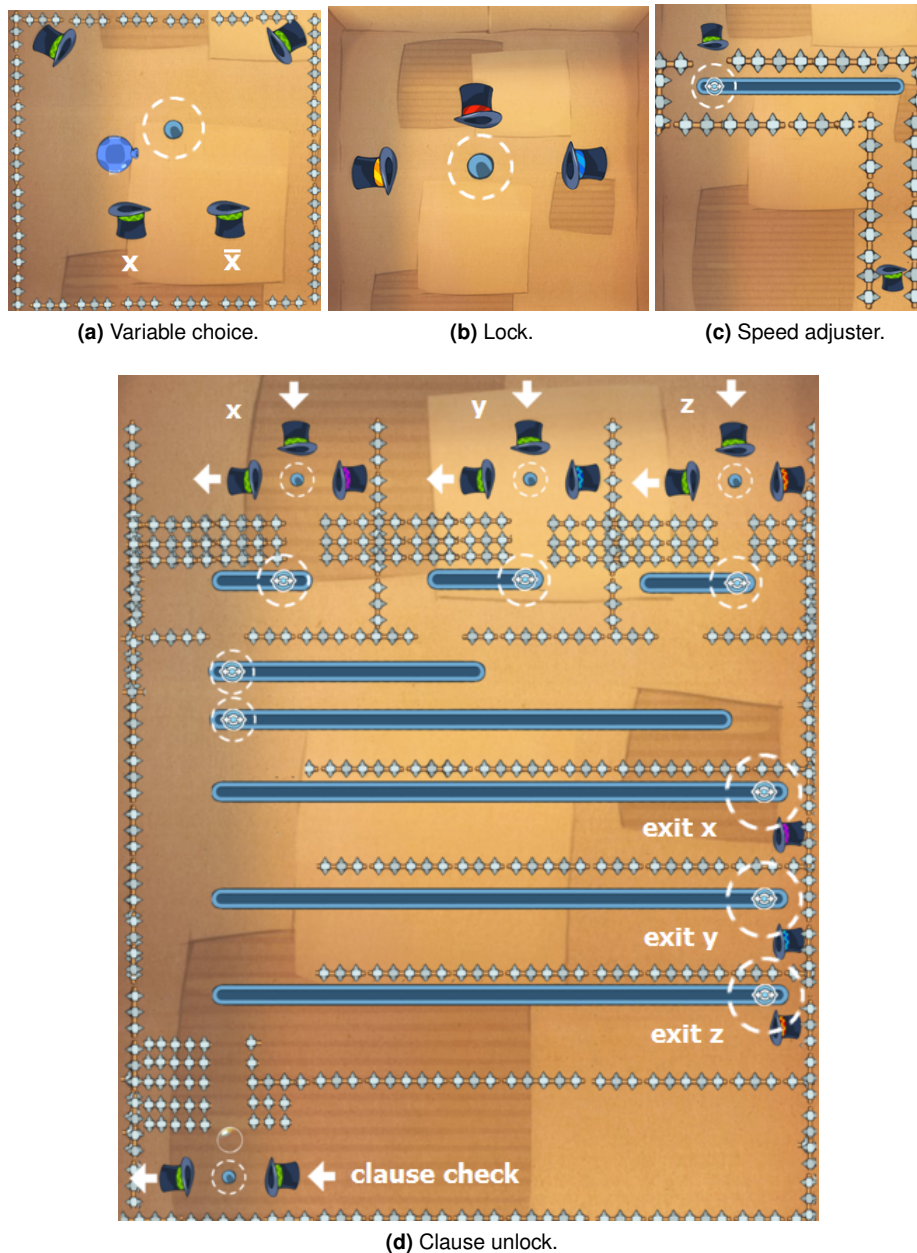 x
x̅
(a) Variable choice.
(b) Lock.
(c) Speed adjuster.
x
y
z
exit x
exit y
exit z
clause check
(d) Clause unlock.